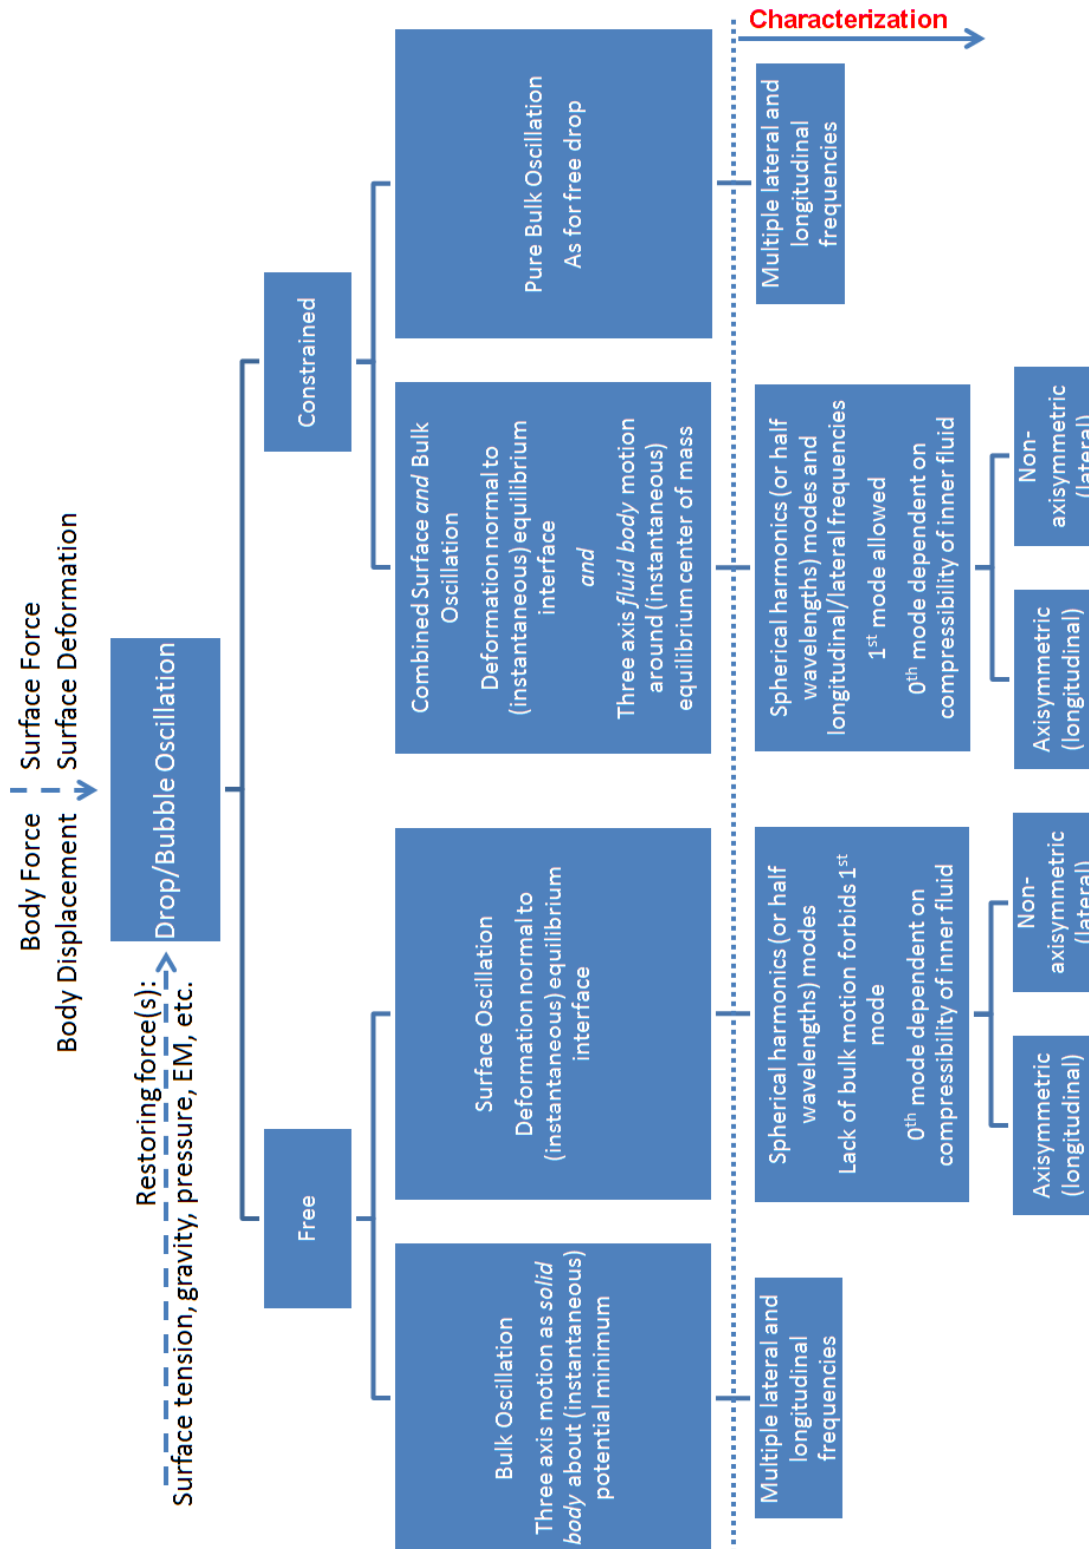 Body Force
Body Displacement
Surface Force
Surface Deformation
Restoring force(s):
Surface tension, gravity, pressure, EM, etc.
Drop/Bubble Oscillation
Free
Constrained
Bulk Oscillation
Three axis motion as solid
body about (instantaneous)
potential minimum
Surface Oscillation
Deformation normal to
(instantaneous) equilibrium
interface
Combined Surface and Bulk
Oscillation
Deformation normal to
(instantaneous) equilibrium
interface
and
Three axis fluid body motion
around (instantaneous)
equilibrium center of mass
Pure Bulk Oscillation
As for free drop
Characterization
Multiple lateral and
longitudinal
frequencies
Spherical harmonics (or half
wavelengths) modes
Lack of bulk motion forbids 1st
mode
0th mode dependent on
compressibility of inner fluid
Spherical harmonics (or half
wavelengths) modes and
longitudinal/lateral frequencies
1st mode allowed
0th mode dependent on
compressibility of inner fluid
Multiple lateral and
longitudinal
frequencies
Axisymmetric
(longitudinal)
Non-
axisymmetric
(lateral)
Axisymmetric
(longitudinal)
Non-
axisymmetric
(lateral)